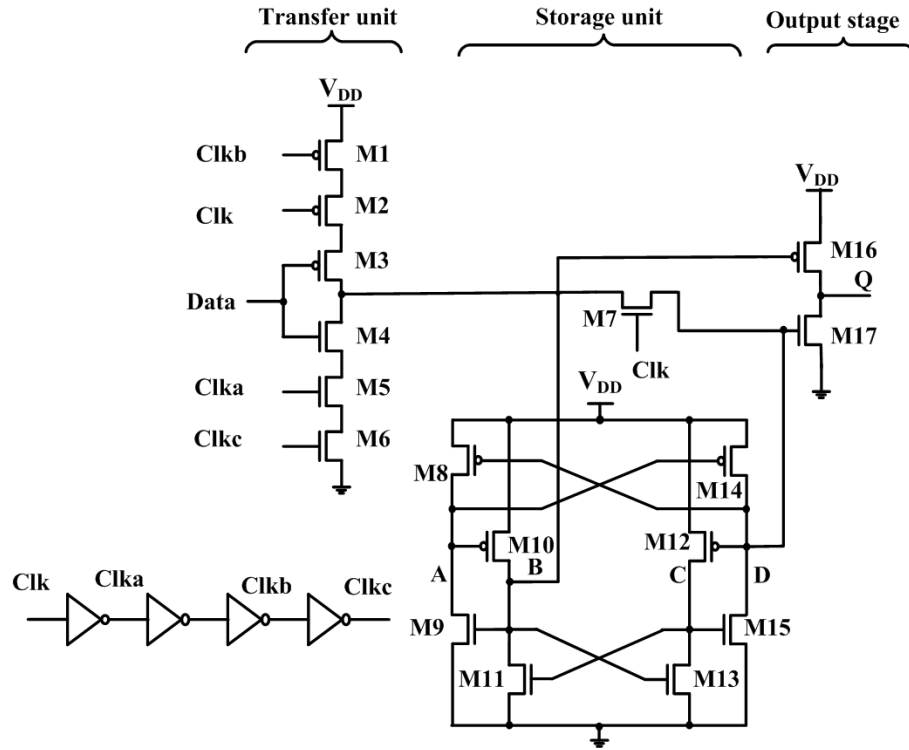 Transfer unit
Storage unit
Output stage
VDD
Clkb
M1
Clk
M2
M3
Data
M4
Clka
M5
Clkc
M6
M7
Clk
VDD
M16
Q
M17
VDD
M8
M14
M10
M12
A
B
C
D
M9
M15
M11
M13
Clk
Clka
Clkb
Clkc